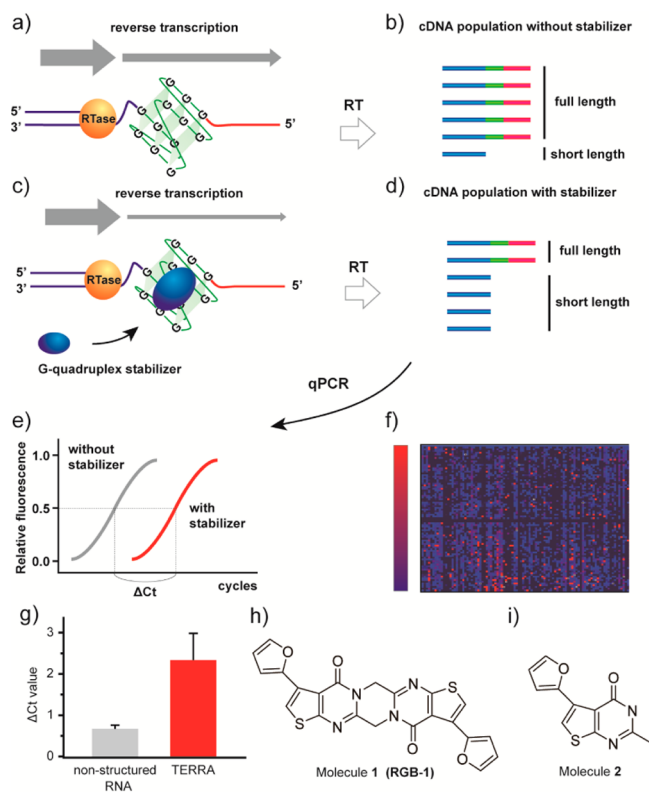 a)
reverse transcription
G
G
G
G
G
G
G
G
G
G
G
G
5'
3'
RTase
5'
RT
b)
cDNA population without stabilizer
full length
short length
c)
reverse transcription
G
G
G
G
G
G
G
G
G
5'
3'
RTase
5'
G-quadruplex stabilizer
RT
d)
cDNA population with stabilizer
full length
short length
qPCR
e)
Relative fluorescence
1.0
0.5
0.0
without
stabilizer
with
stabilizer
ΔCt
cycles
f)
g)
ΔCt value
3
2
1
0
non-structured
RNA
TERRA
h)
O
O
S
N
N
N
N
S
O
O
Molecule 1 (RGB-1)
i)
O
O
NH
S
N
Molecule 2